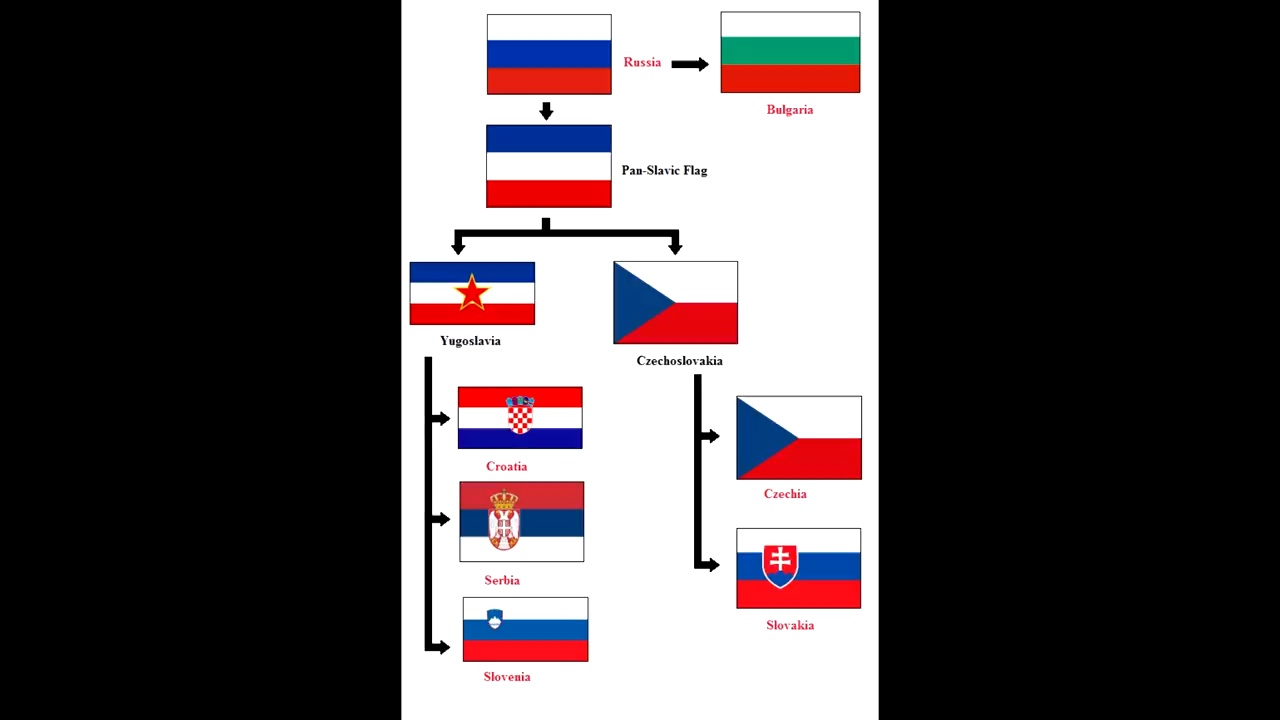 Russia
Bulgaria
Pan-Slavic Flag
Yugoslavia
Czechoslovakia
Croatia
Czechia
Serbia
Slovakia
Slovenia